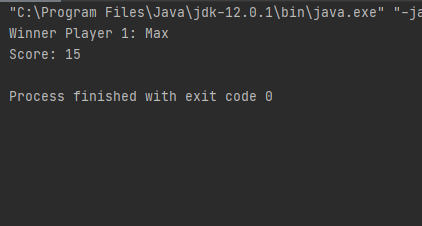 "C:\Program Files\Java\jdk-12.0.1\bin\java.exe" "-ja
Winner Player 1: Max
Score: 15
Process finished with exit code 0